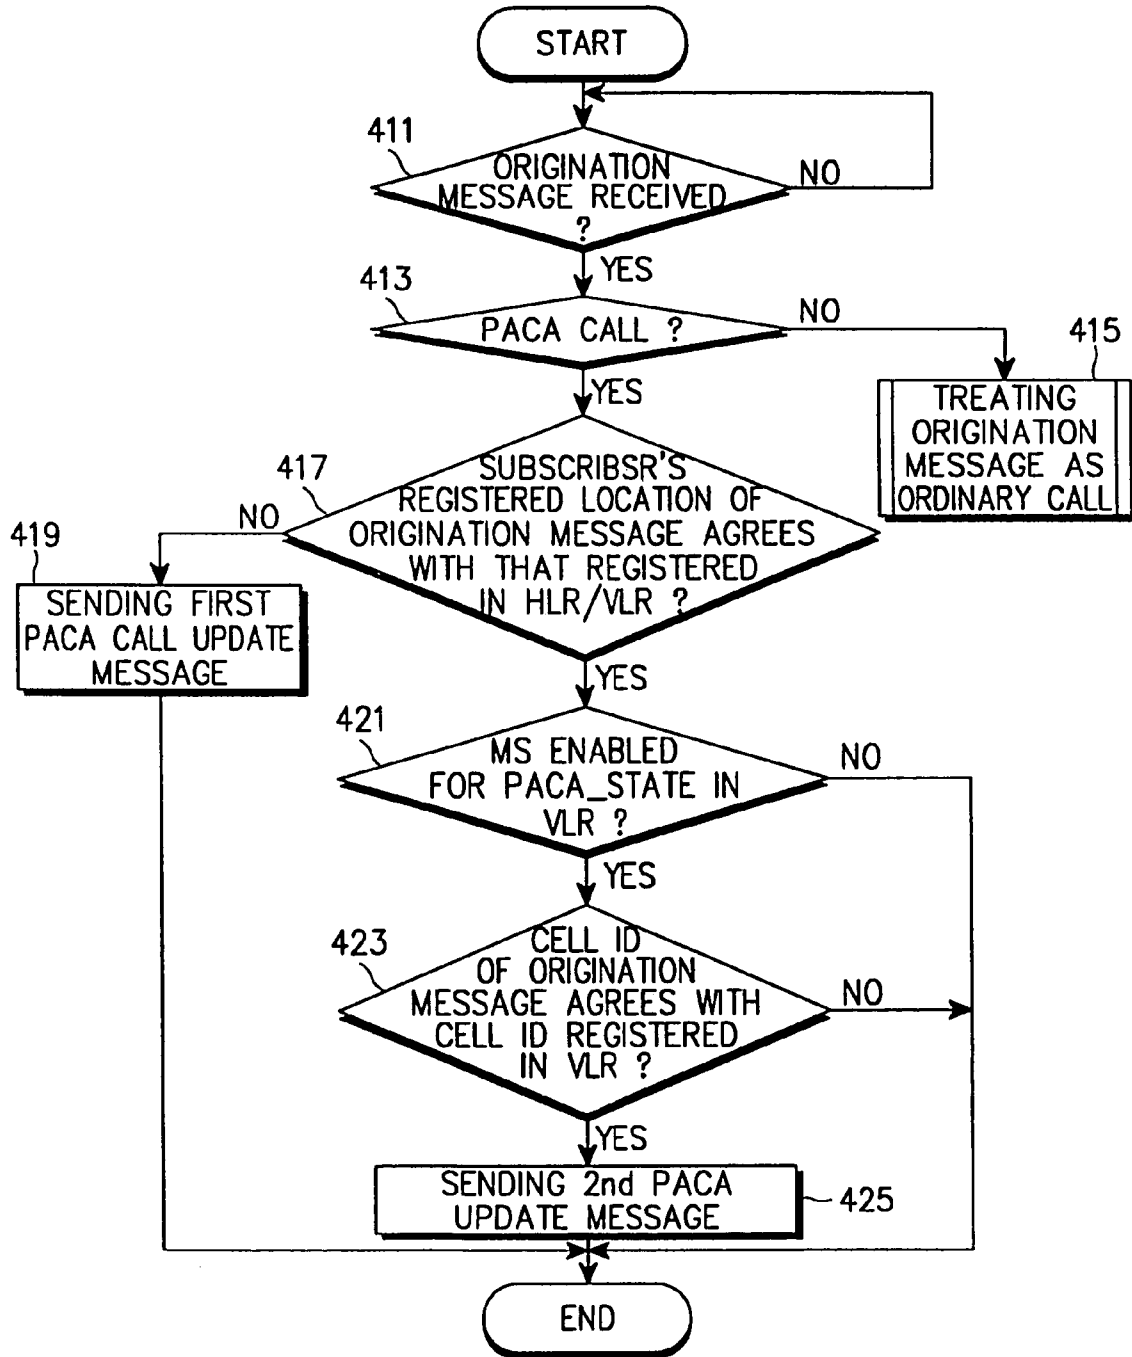 START
411
ORIGINATION
MESSAGE RECEIVED
?
NO
YES
413
PACA CALL ?
NO
YES
415
TREATING
ORIGINATION
MESSAGE AS
ORDINARY CALL
417
SUBSCRIBSR'S
REGISTERED LOCATION OF
ORIGINATION MESSAGE AGREES
WITH THAT REGISTERED
IN HLR/VLR ?
NO
419
SENDING FIRST
PACA CALL UPDATE
MESSAGE
YES
421
MS ENABLED
FOR PACA_STATE IN
VLR ?
NO
YES
423
CELL ID
OF ORIGINATION
MESSAGE AGREES WITH
CELL ID REGISTERED
IN VLR ?
NO
YES
SENDING 2nd PACA
UPDATE MESSAGE
425
END